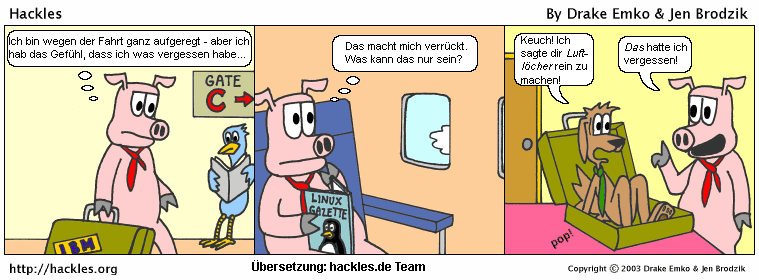 Hackles
By Drake Emko & Jen Brodzik
Ich bin wegen der Fahrt ganz aufgeregt - aber ich
hab das Gefühl, dass ich was vergessen habe...
GATE
C
IBM
Das macht mich verrückt.
Was kann das nur sein?
LINUX
GAZETTE
Keuch! Ich
sagte dir Luft-
löcher rein zu
machen!
Das hatte ich
vergessen!
pop!
http://hackles.org
Übersetzung: hackles.de Team
Copyright © 2003 Drake Emko & Jen Brodzik